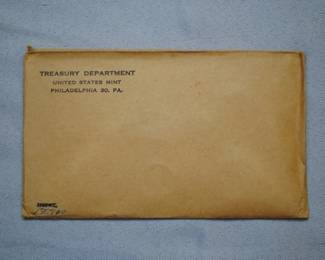 TREASURY DEPARTMENT
UNITED STATES MINT
PHILADELPHIA 30, PA.